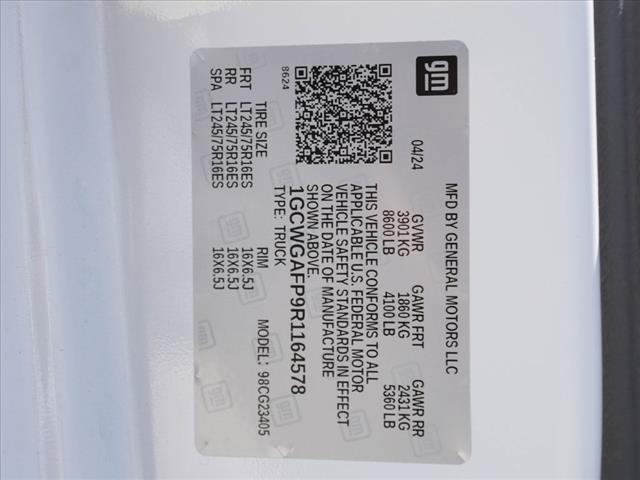 gm
MFD BY GENERAL MOTORS LLC
04/24 GVWR GAWR FRT GAWR RR
3901 KG 1860 KG 2431 KG
8600 LB 4100 LB 5360 LB
THIS VEHICLE CONFORMS TO ALL
APPLICABLE U.S. FEDERAL MOTOR
VEHICLE SAFETY STANDARDS IN EFFECT
ON THE DATE OF MANUFACTURE
SHOWN ABOVE.
1GCWGAFP9R1164578
TYPE: TRUCK MODEL: 98CG23405
8624
TIRE SIZE RIM
FRT LT245/75R16ES 16X6.5J
RR LT245/75R16ES 16X6.5J
SPA LT245/75R16ES 16X6.5J